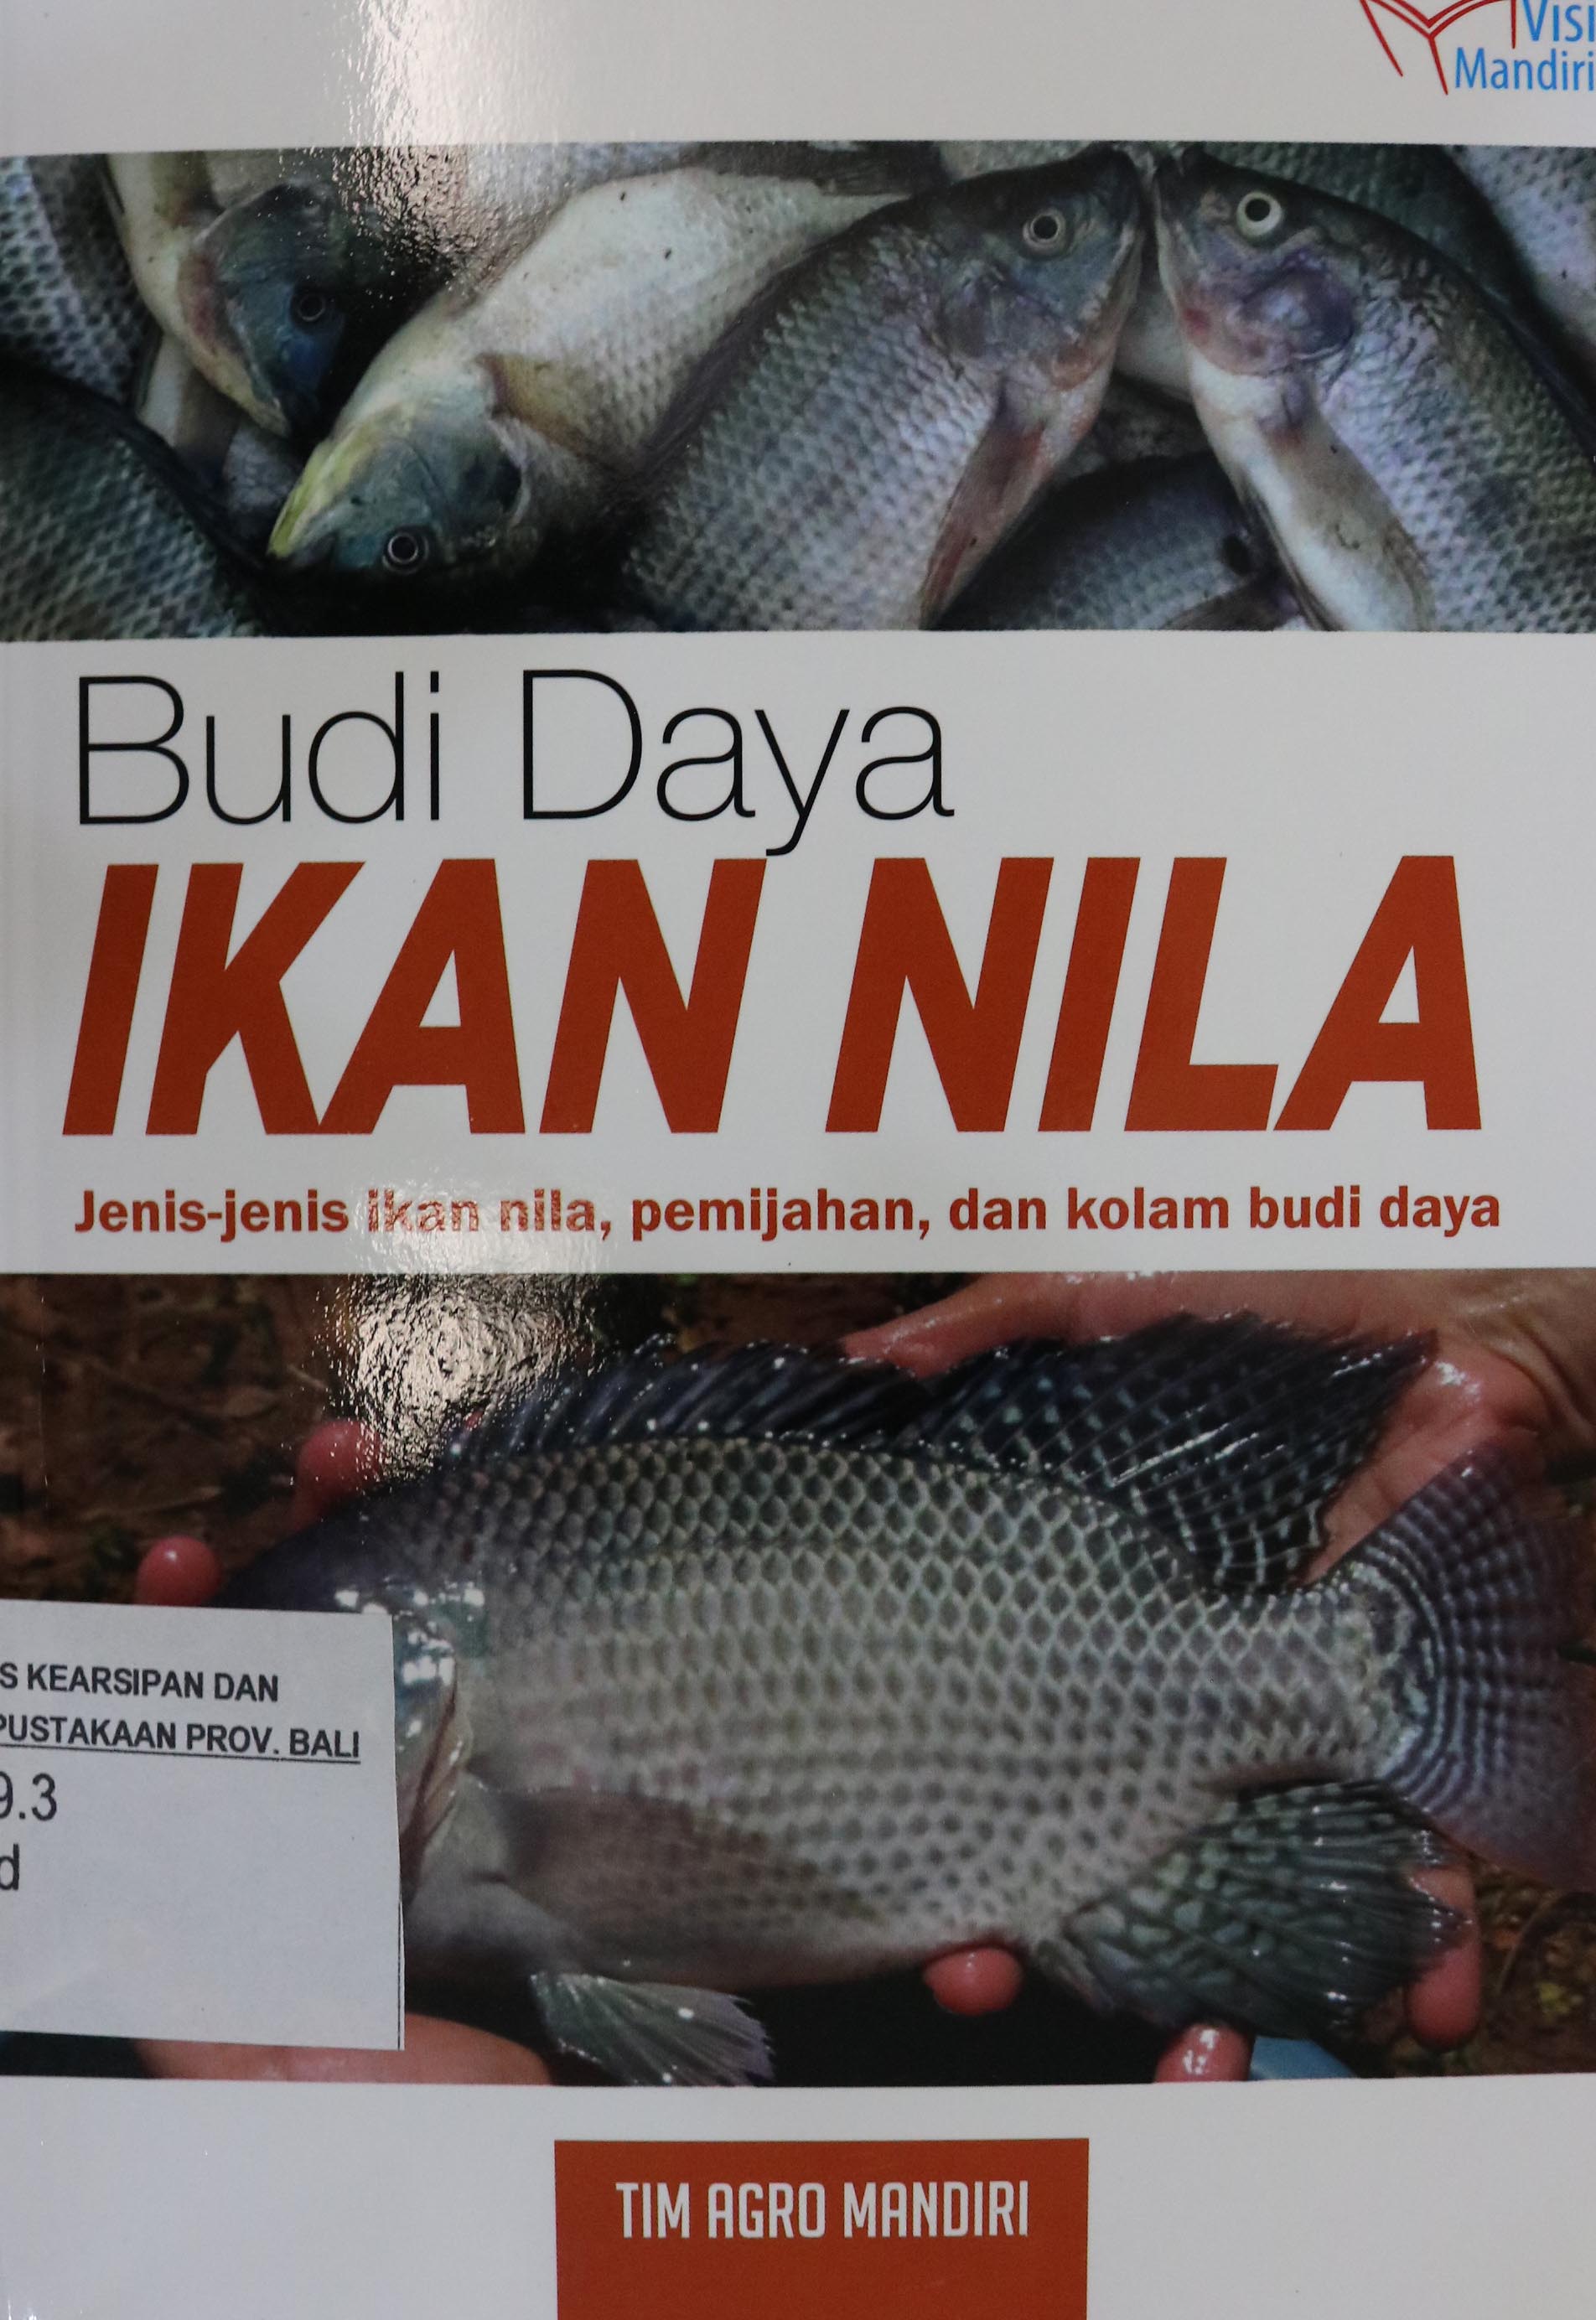 Visi
Mandiri
Budi Daya
IKAN NILA
Jenis-jenis ikan nila, pemijahan, dan kolam budi daya
S KEARSIPAN DAN
PUSTAKAAN PROV. BALI
9.3
d
TIM AGRO MANDIRI